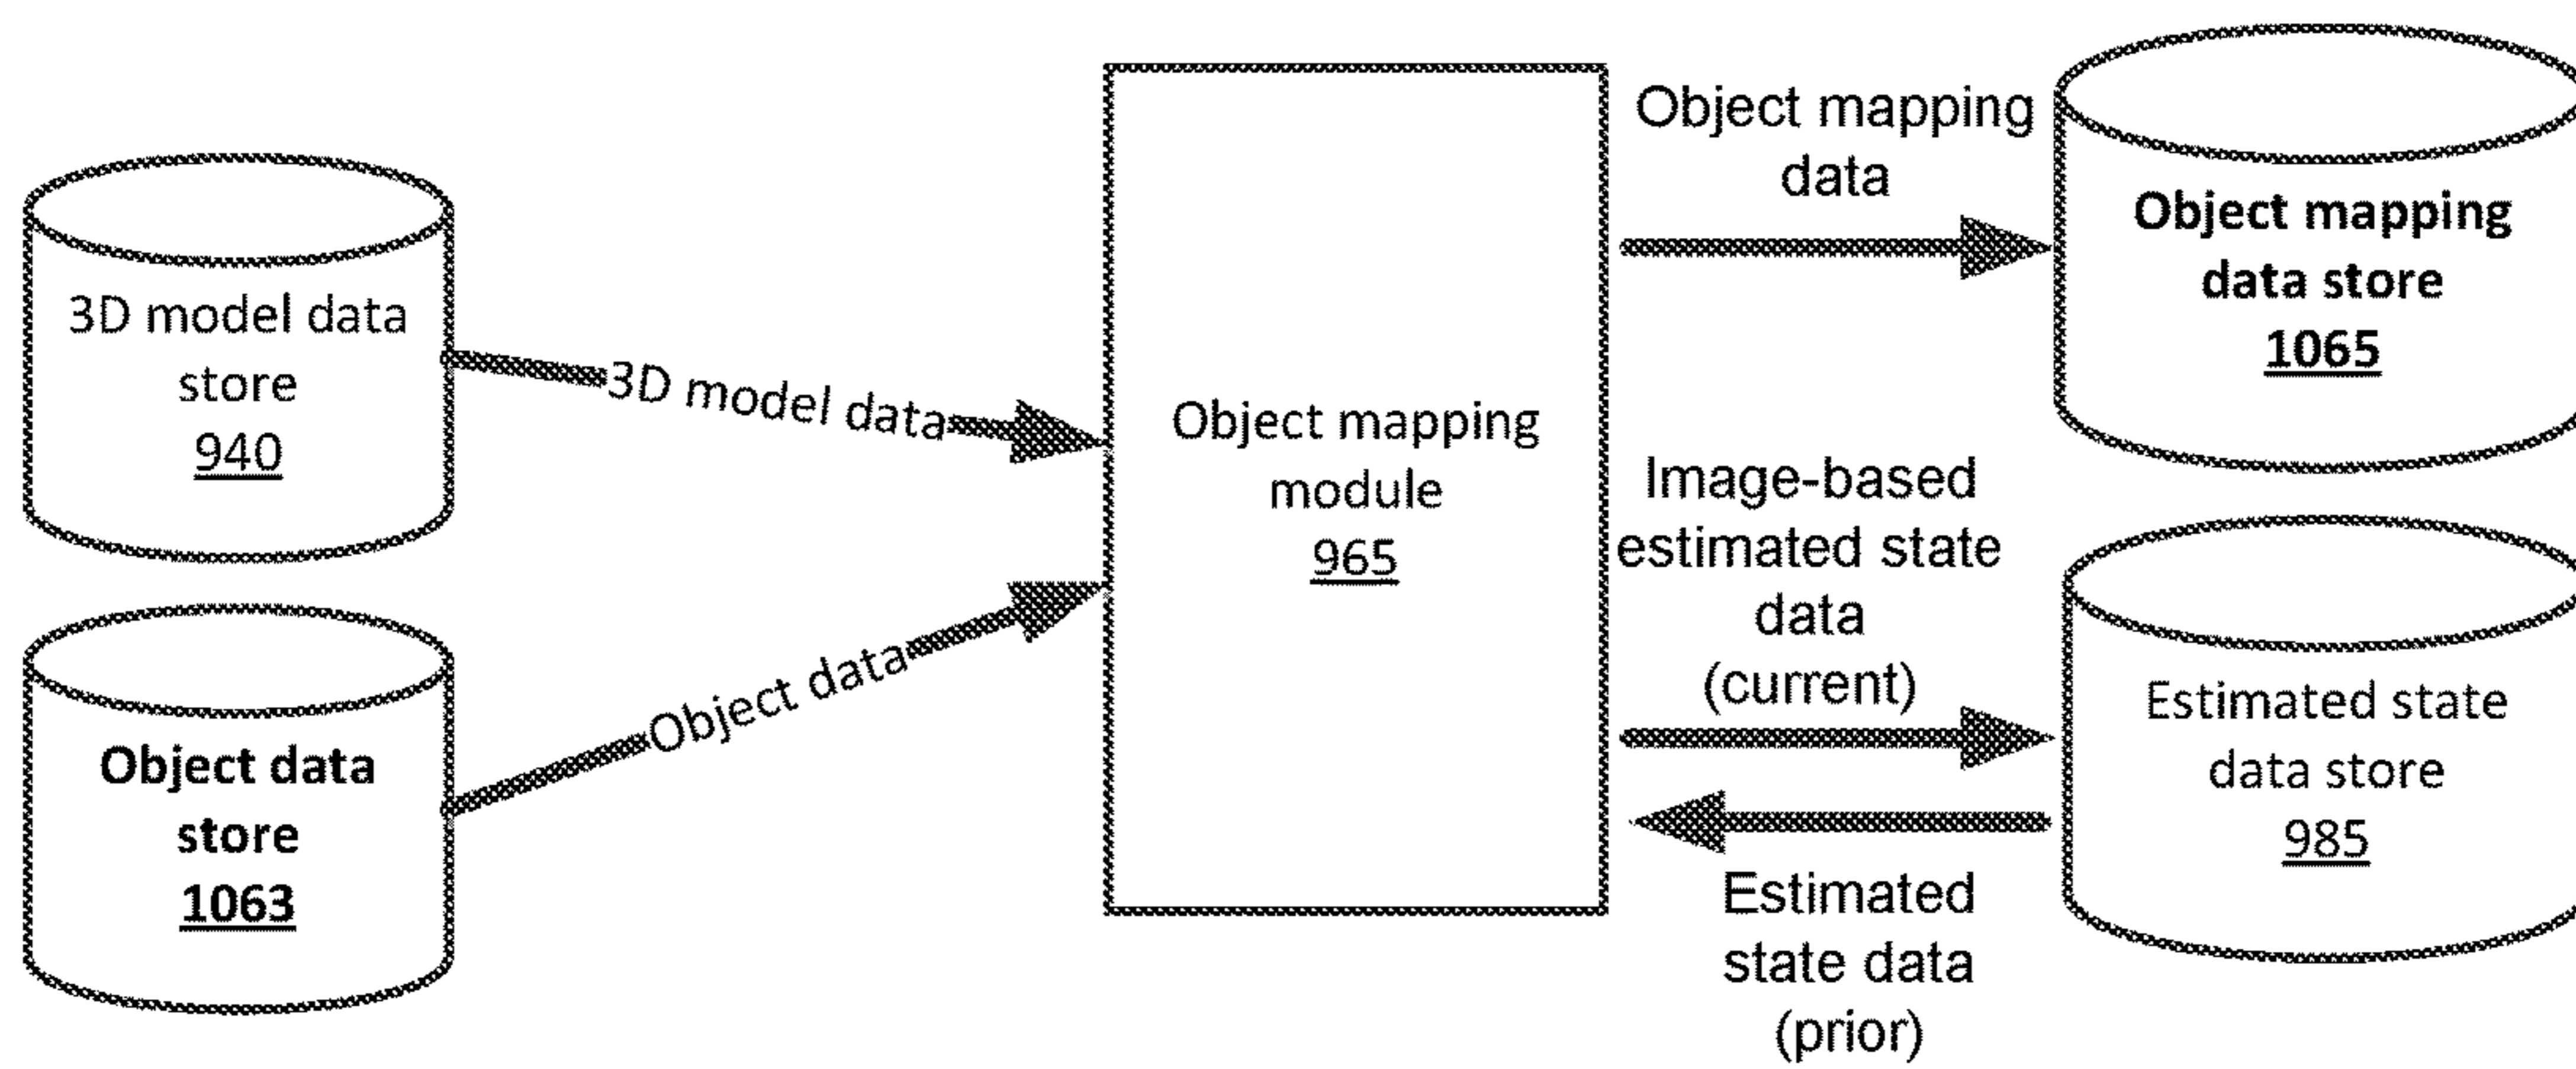 3D model data
store
940
Object data
store
1063
3D model data
Object data
Object mapping
module
965
Object mapping
data
Image-based
estimated state
data
(current)
Estimated
state data
(prior)
Object mapping
data store
1065
Estimated state
data store
985